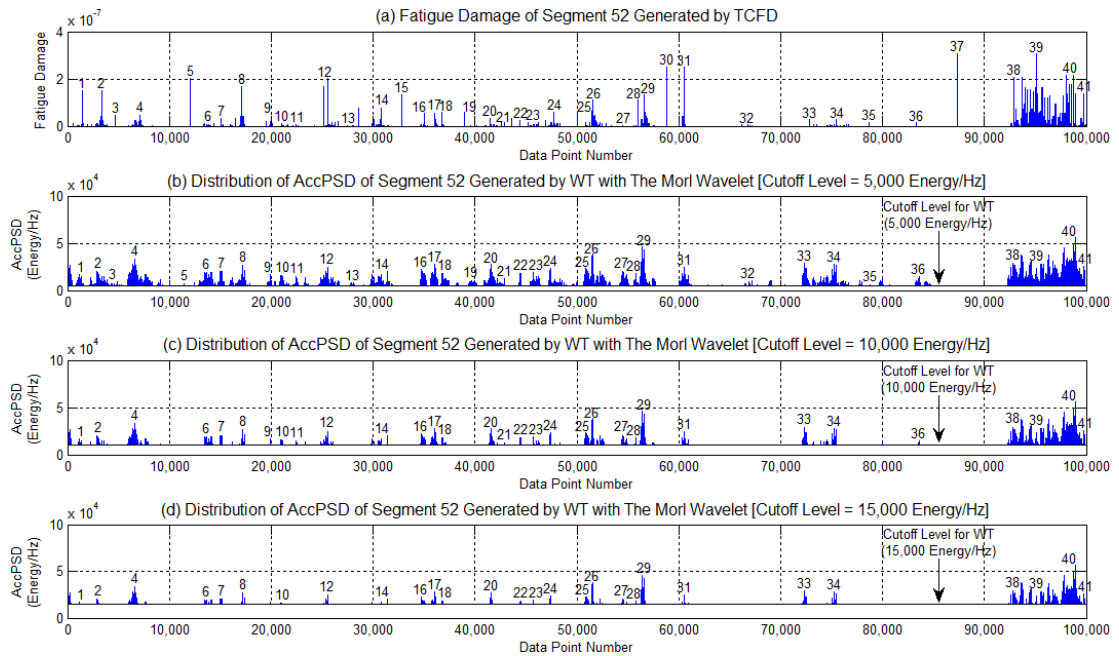 (a) Fatigue Damage of Segment 52 Generated by TCFD
x 10^-7
4
2
0
Fatigue Damage
1 2 3 4 5 6 7 8 9 10 11 12 13 14 15 16 17 18 19 20 21 22 23 24 25 26 27 28 29 30 31 32 33 34 35 36 37 38 39 40 41
0 10,000 20,000 30,000 40,000 50,000 60,000 70,000 80,000 90,000 100,000
Data Point Number
(b) Distribution of AccPSD of Segment 52 Generated by WT with The Morl Wavelet [Cutoff Level = 5,000 Energy/Hz]
x 10^4
10
5
0
AccPSD
(Energy/Hz)
Cutoff Level for WT
(5,000 Energy/Hz)
1 2 3 4 5 6 7 8 9 10 11 12 13 14 16 17 18 19 20 21 22 23 24 25 26 27 28 29 31 32 33 34 35 36 38 39 40 41
0 10,000 20,000 30,000 40,000 50,000 60,000 70,000 80,000 90,000 100,000
Data Point Number
(c) Distribution of AccPSD of Segment 52 Generated by WT with The Morl Wavelet [Cutoff Level = 10,000 Energy/Hz]
x 10^4
10
5
0
AccPSD
(Energy/Hz)
Cutoff Level for WT
(10,000 Energy/Hz)
1 2 4 6 7 8 9 10 11 12 14 16 17 18 20 21 22 23 24 25 26 27 28 29 31 33 34 36 38 39 40 41
0 10,000 20,000 30,000 40,000 50,000 60,000 70,000 80,000 90,000 100,000
Data Point Number
(d) Distribution of AccPSD of Segment 52 Generated by WT with The Morl Wavelet [Cutoff Level = 15,000 Energy/Hz]
x 10^4
10
5
0
AccPSD
(Energy/Hz)
Cutoff Level for WT
(15,000 Energy/Hz)
1 2 4 6 7 8 10 12 14 16 17 18 20 22 23 24 25 26 27 28 29 31 33 34 38 39 40 41
0 10,000 20,000 30,000 40,000 50,000 60,000 70,000 80,000 90,000 100,000
Data Point Number